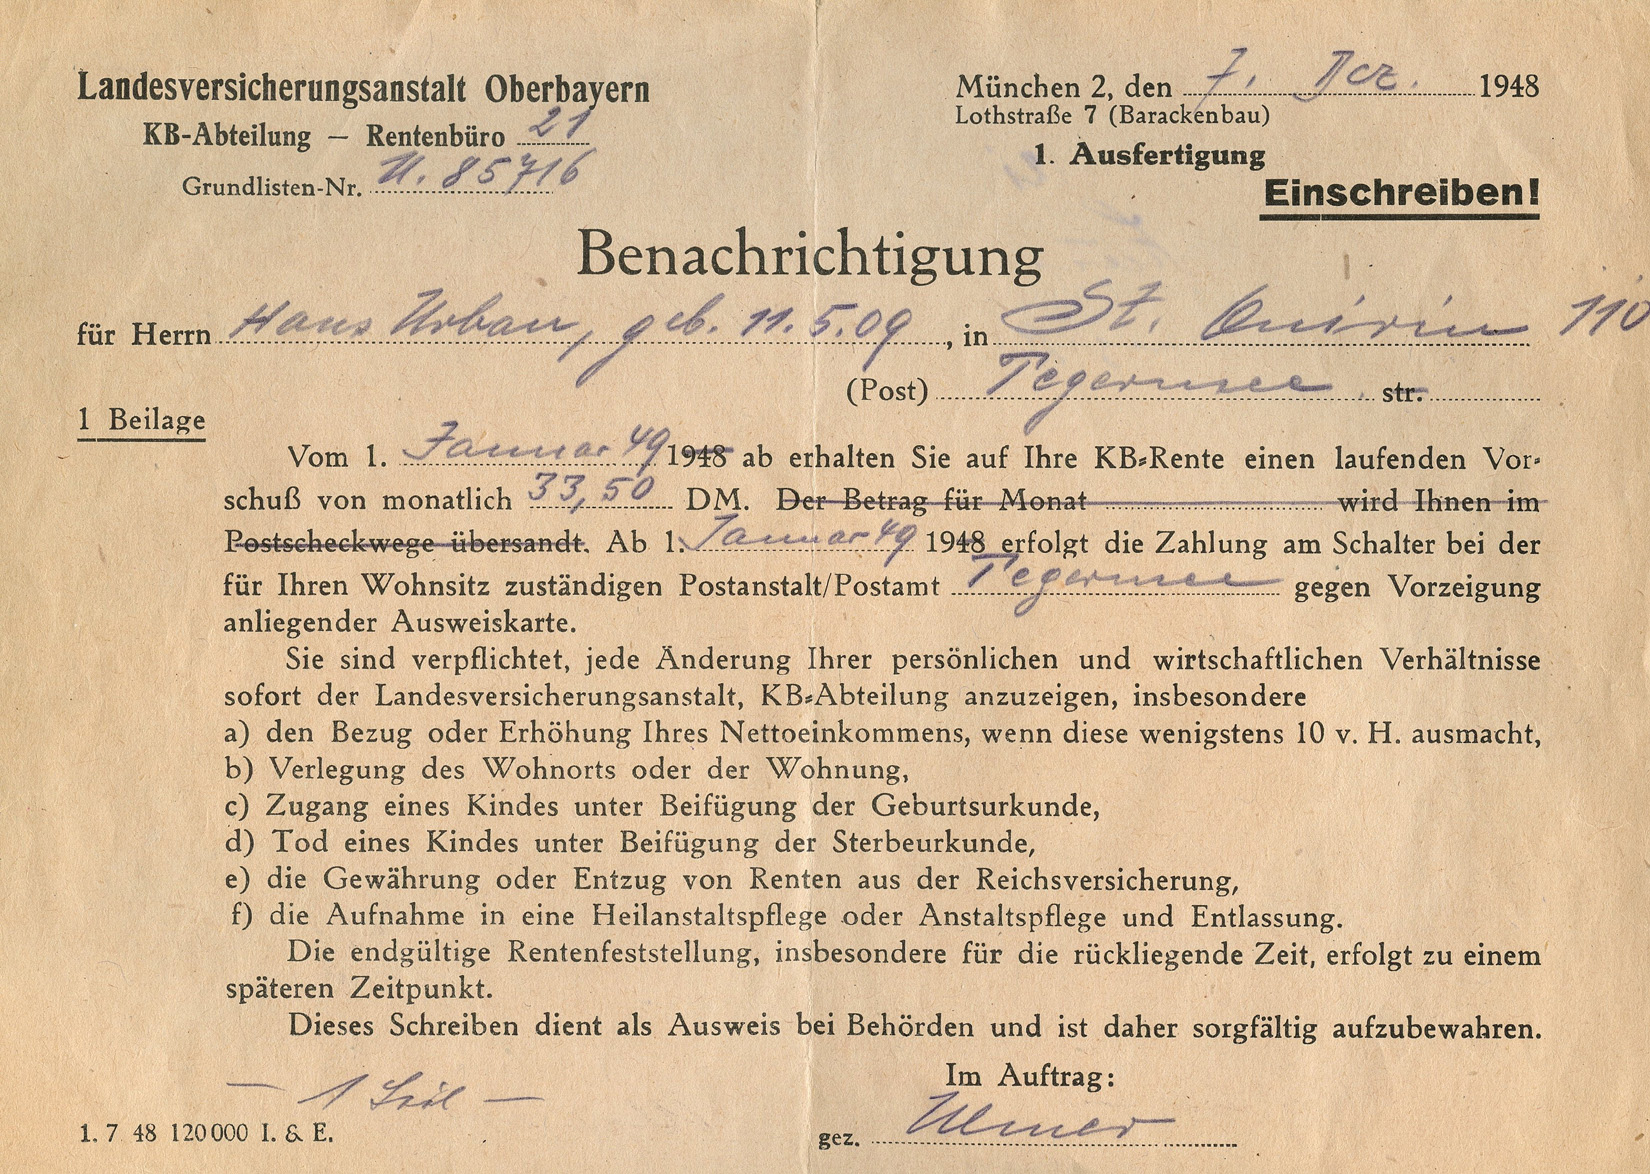 Landesversicherungsanstalt Oberbayern
KB-Abteilung — Rentenbüro 21
Grundlisten-Nr. U. 85716
München 2, den 7. Dez. 1948
Lothstraße 7 (Barackenbau)
1. Ausfertigung
Einschreiben!
Benachrichtigung
für Herrn Hans Urban, geb. 11.5.09, in St. Quirin 110
(Post) Tegernsee str.
1 Beilage
Vom 1. Januar 49 1948 ab erhalten Sie auf Ihre KB-Rente einen laufenden Vor-
schuß von monatlich 33,50 DM. Der Betrag für Monat wird Ihnen im
Postscheckwege übersandt. Ab 1. Januar 49 1948 erfolgt die Zahlung am Schalter bei der
für Ihren Wohnsitz zuständigen Postanstalt/Postamt Tegernsee gegen Vorzeigung
anliegender Ausweiskarte.
Sie sind verpflichtet, jede Änderung Ihrer persönlichen und wirtschaftlichen Verhältnisse
sofort der Landesversicherungsanstalt, KB-Abteilung anzuzeigen, insbesondere
a) den Bezug oder Erhöhung Ihres Nettoeinkommens, wenn diese wenigstens 10 v. H. ausmacht,
b) Verlegung des Wohnorts oder der Wohnung,
c) Zugang eines Kindes unter Beifügung der Geburtsurkunde,
d) Tod eines Kindes unter Beifügung der Sterbeurkunde,
e) die Gewährung oder Entzug von Renten aus der Reichsversicherung,
f) die Aufnahme in eine Heilanstaltspflege oder Anstaltspflege und Entlassung.
Die endgültige Rentenfeststellung, insbesondere für die rückliegende Zeit, erfolgt zu einem
späteren Zeitpunkt.
Dieses Schreiben dient als Ausweis bei Behörden und ist daher sorgfältig aufzubewahren.
Im Auftrag:
— 1
gez. Ulmer
1. 7 48 120000 I. & E.